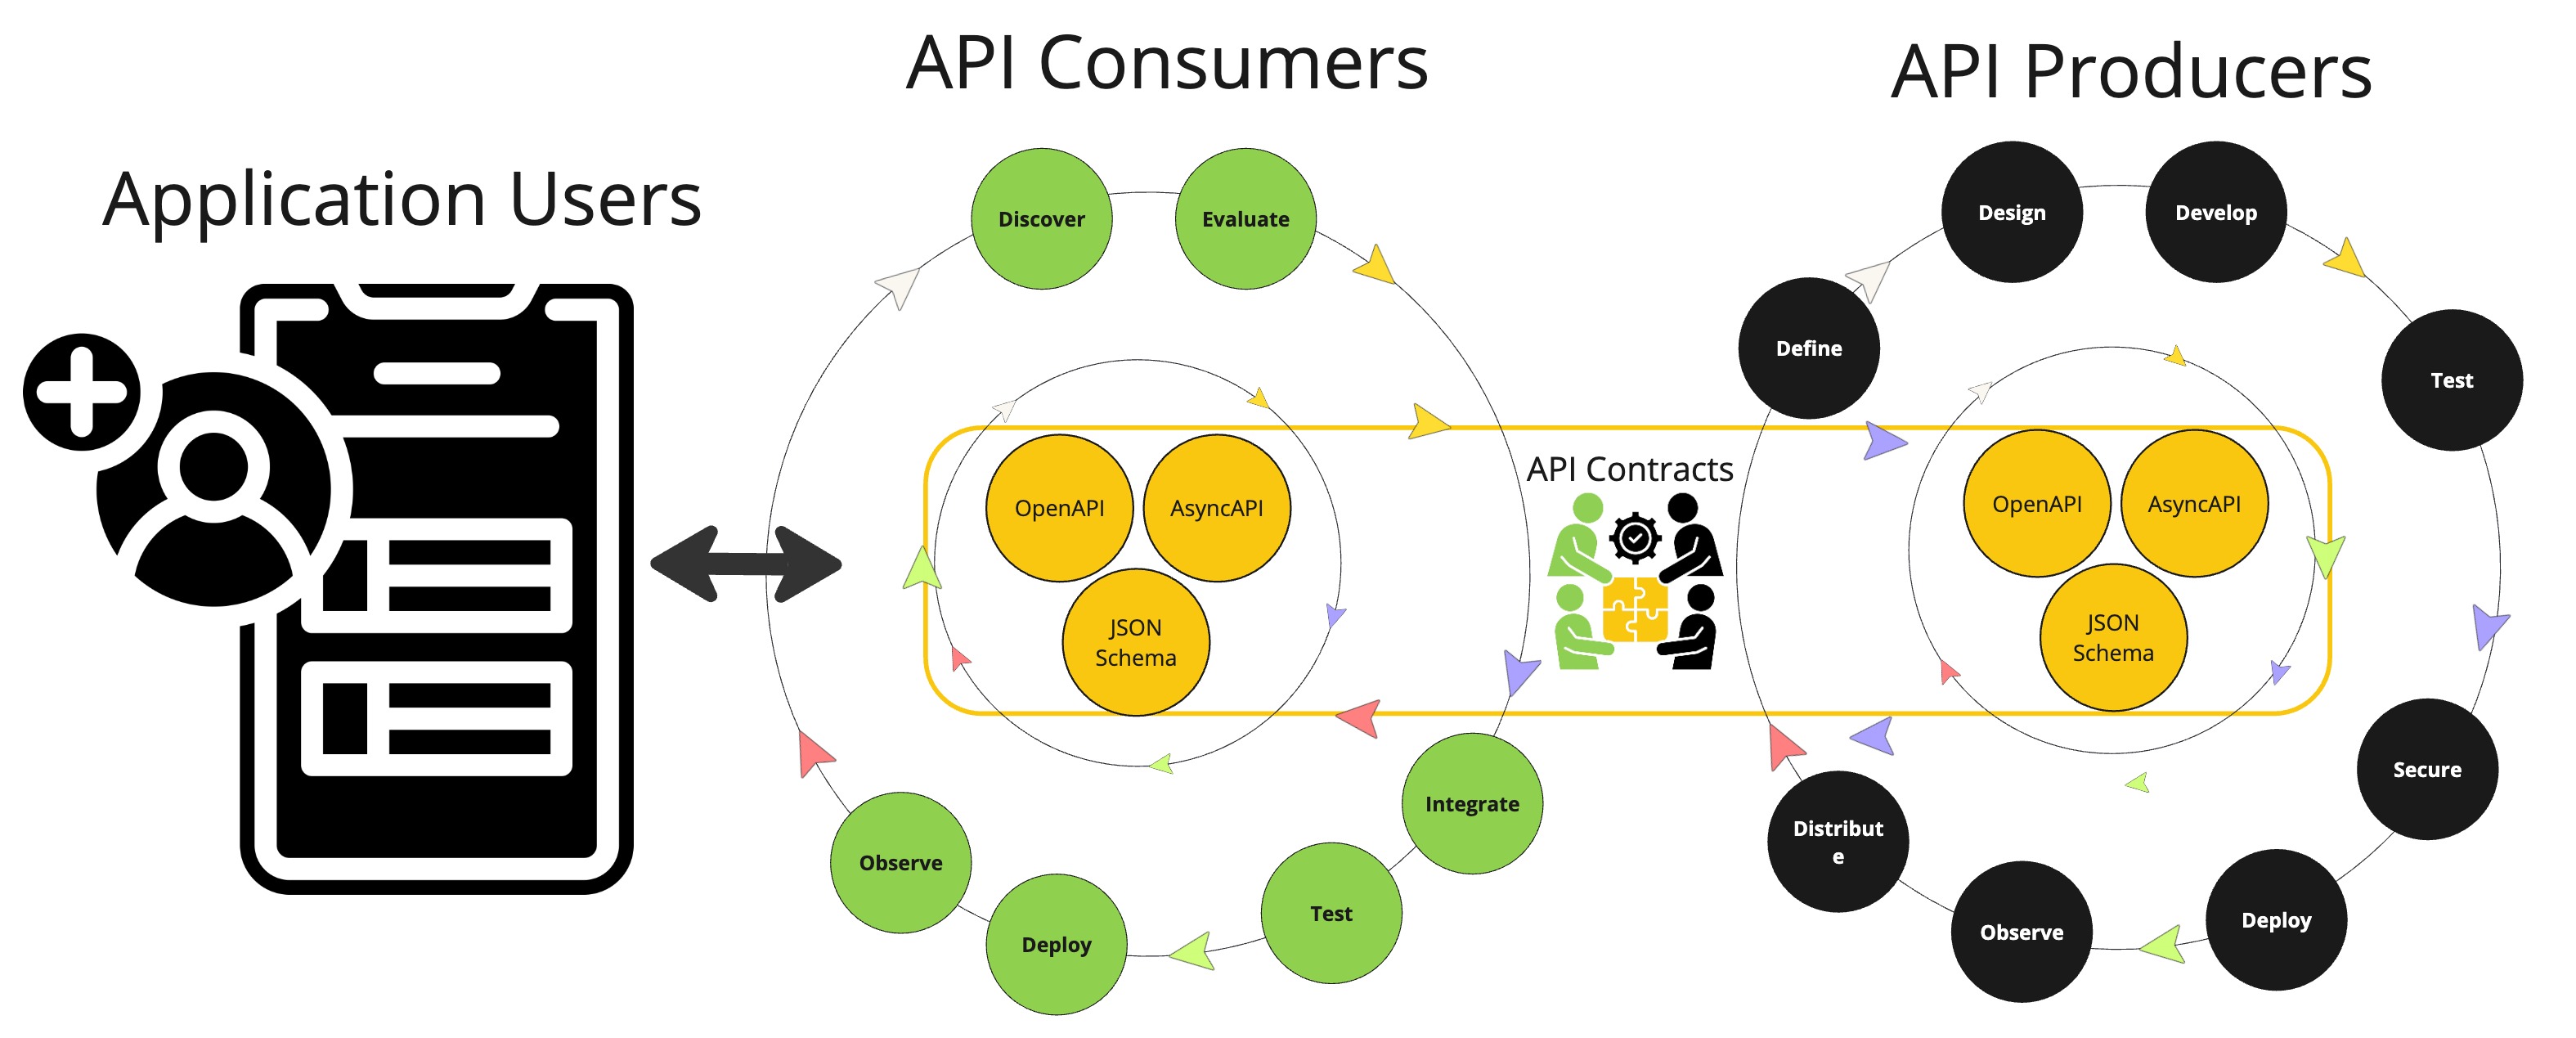 API Consumers
API Producers
Application Users
Discover
Evaluate
Integrate
Test
Deploy
Observe
OpenAPI
AsyncAPI
JSON
Schema
API Contracts
Define
Design
Develop
Test
Secure
Deploy
Observe
Distribut
e
OpenAPI
AsyncAPI
JSON
Schema